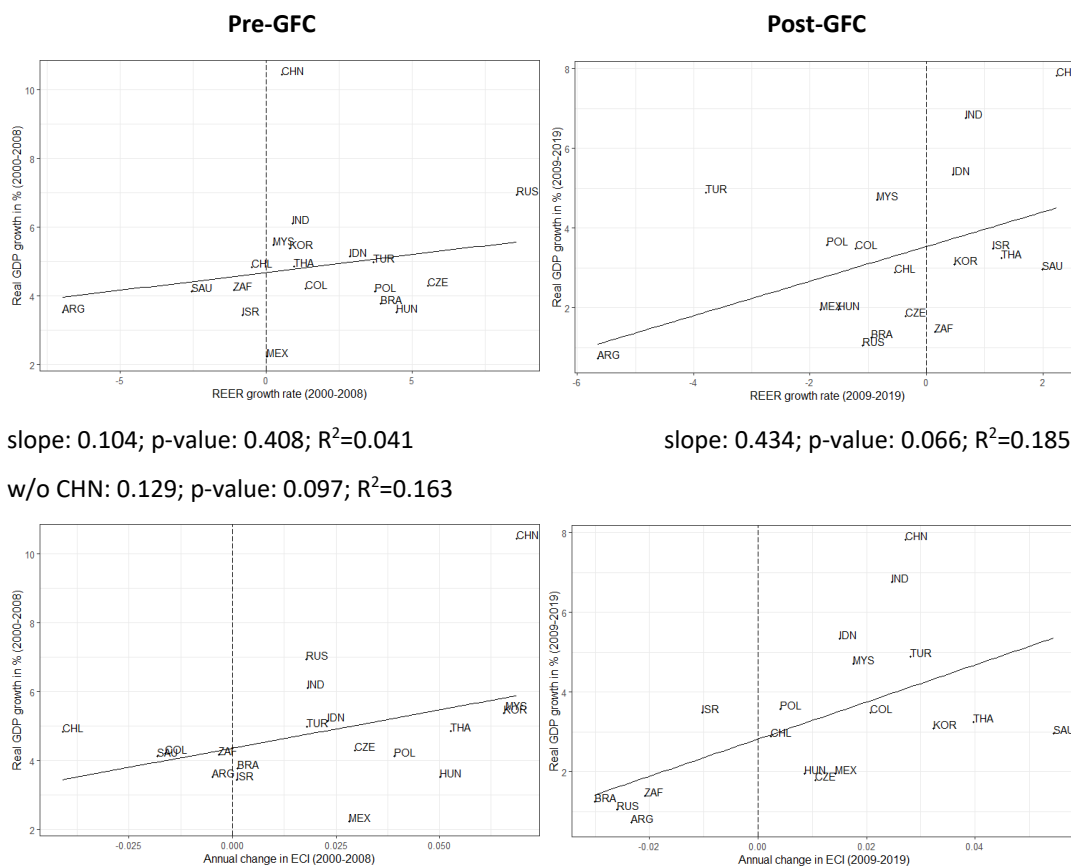 Pre-GFC
Post-GFC
Real GDP growth in % (2000-2008)
10
8
6
4
2
CHN
RUS
IND
MYS
KOR
IDN
CHL
THA
TUR
SAU
ZAF
COL
POL
CZE
BRA
HUN
ARG
ISR
MEX
-5
0
5
REER growth rate (2000-2008)
Real GDP growth in % (2009-2019)
8
6
4
2
CH
IND
IDN
TUR
MYS
POL
COL
ISR
THA
KOR
CHL
SAU
MEX
HUN
CZE
BRA
ZAF
RUS
ARG
-6
-4
-2
0
2
REER growth rate (2009-2019)
slope: 0.104; p-value: 0.408; R²=0.041
slope: 0.434; p-value: 0.066; R²=0.185
w/o CHN: 0.129; p-value: 0.097; R²=0.163
Real GDP growth in % (2000-2008)
10
8
6
4
2
CHN
RUS
IND
MYS
KOR
IDN
TUR
CHL
THA
CZE
SAU
COL
ZAF
POL
BRA
ARG
ISR
HUN
MEX
-0.025
0.000
0.025
0.050
Annual change in ECI (2000-2008)
Real GDP growth in % (2009-2019)
8
6
4
2
CHN
IND
IDN
TUR
MYS
ISR
POL
COL
THA
KOR
CHL
SAU
HUN
MEX
CZE
BRA
ZAF
RUS
ARG
-0.02
0.00
0.02
0.04
Annual change in ECI (2009-2019)